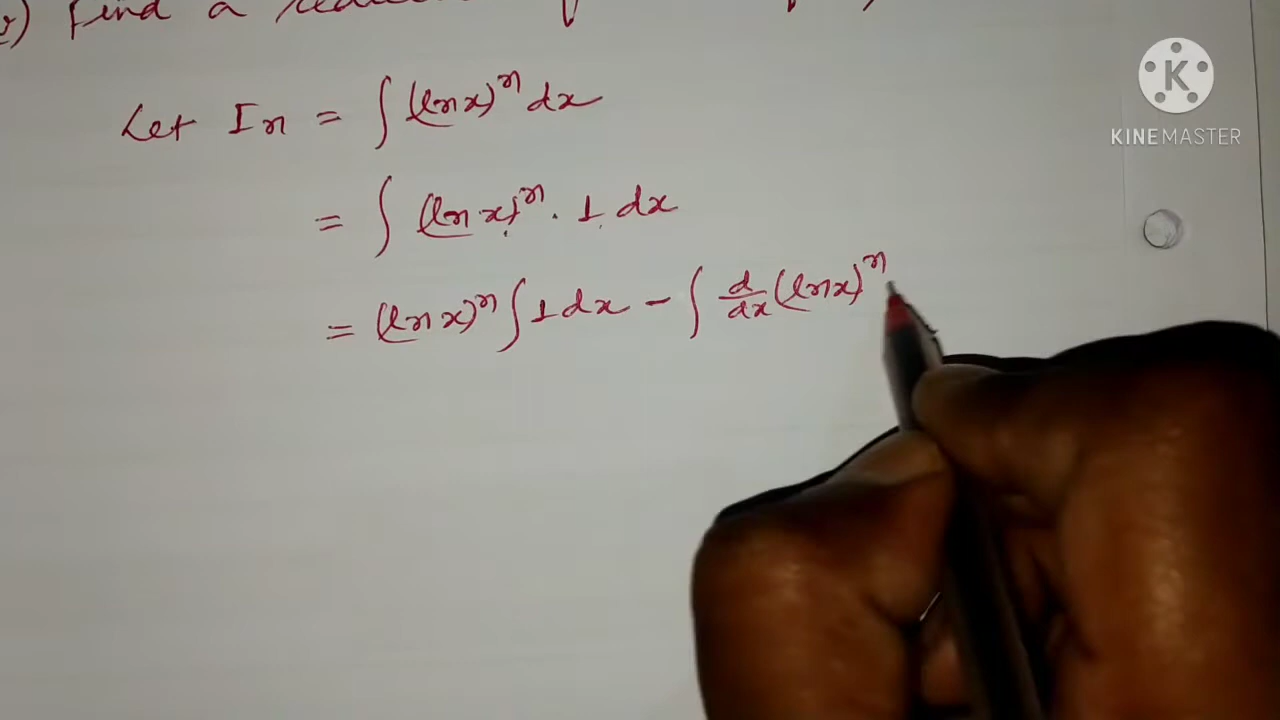 Find a
Let Iₙ = ∫ (ln x)ⁿ dx
= ∫ (ln x)ⁿ . 1 dx
= (ln x)ⁿ ∫ 1 dx − ∫ d/dx (ln x)ⁿ
K
KINEMASTER